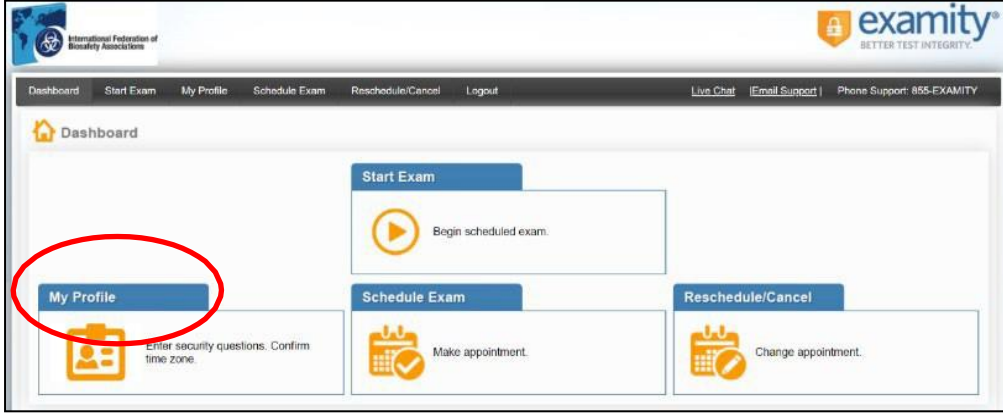 International Federation of
Biosafety Associations
examity®
BETTER TEST INTEGRITY.
Dashboard Start Exam My Profile Schedule Exam Reschedule/Cancel Logout Live Chat |Email Support | Phone Support: 855-EXAMITY
Dashboard
Start Exam
Begin scheduled exam.
My Profile
Enter security questions. Confirm
time zone.
Schedule Exam
Make appointment.
Reschedule/Cancel
Change appointment.